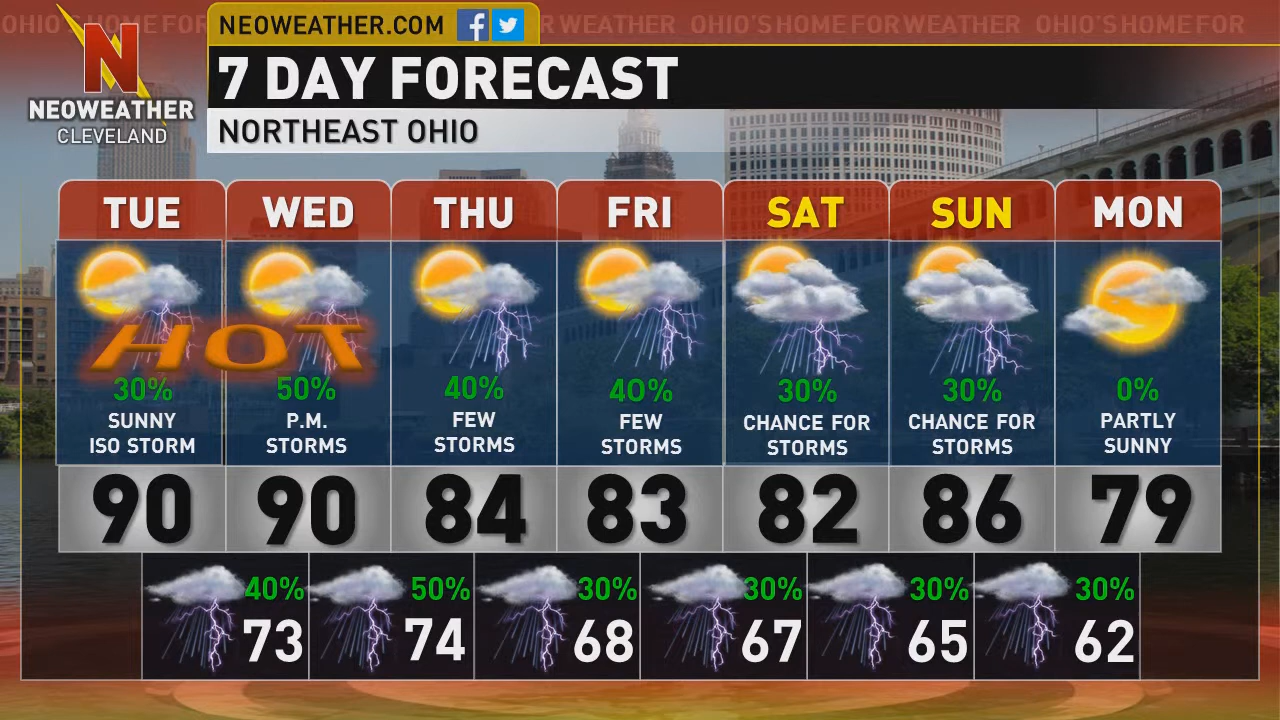 OHIO'S HOME FOR WEATHER OHIO'S HOME FOR WEATHER OHIO'S HOME FOR
NEOWEATHER.COM
N
NEOWEATHER
CLEVELAND
7 DAY FORECAST
NORTHEAST OHIO
TUE WED THU FRI SAT SUN MON
HOT
30% 50% 40% 40% 30% 30% 0%
SUNNY P.M. FEW FEW CHANCE FOR CHANCE FOR PARTLY
ISO STORM STORMS STORMS STORMS STORMS STORMS SUNNY
90 90 84 83 82 86 79
40% 50% 30% 30% 30% 30%
73 74 68 67 65 62